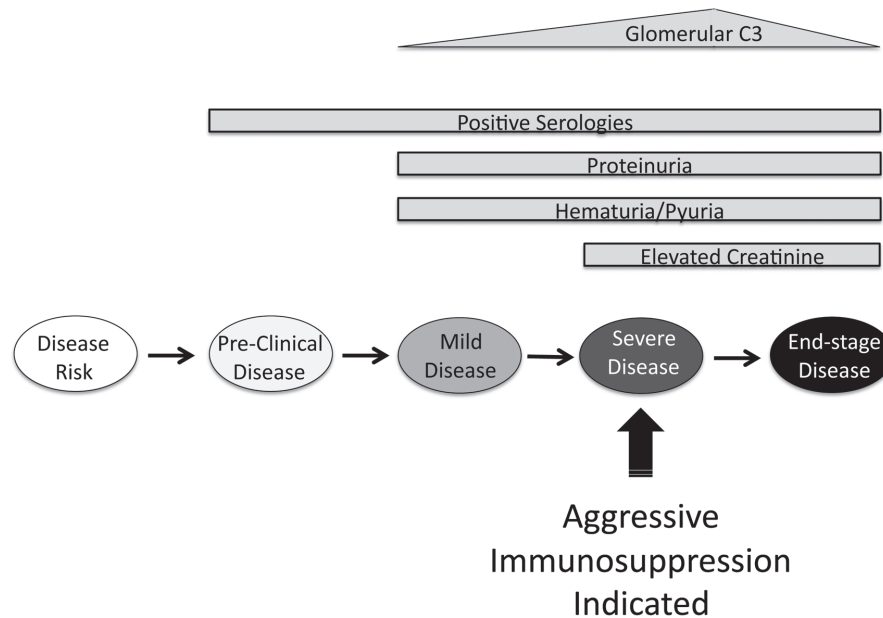 Glomerular C3
Positive Serologies
Proteinuria
Hematuria/Pyuria
Elevated Creatinine
Disease
Risk
Pre-Clinical
Disease
Mild
Disease
Severe
Disease
End-stage
Disease
Aggressive
Immunosuppression
Indicated